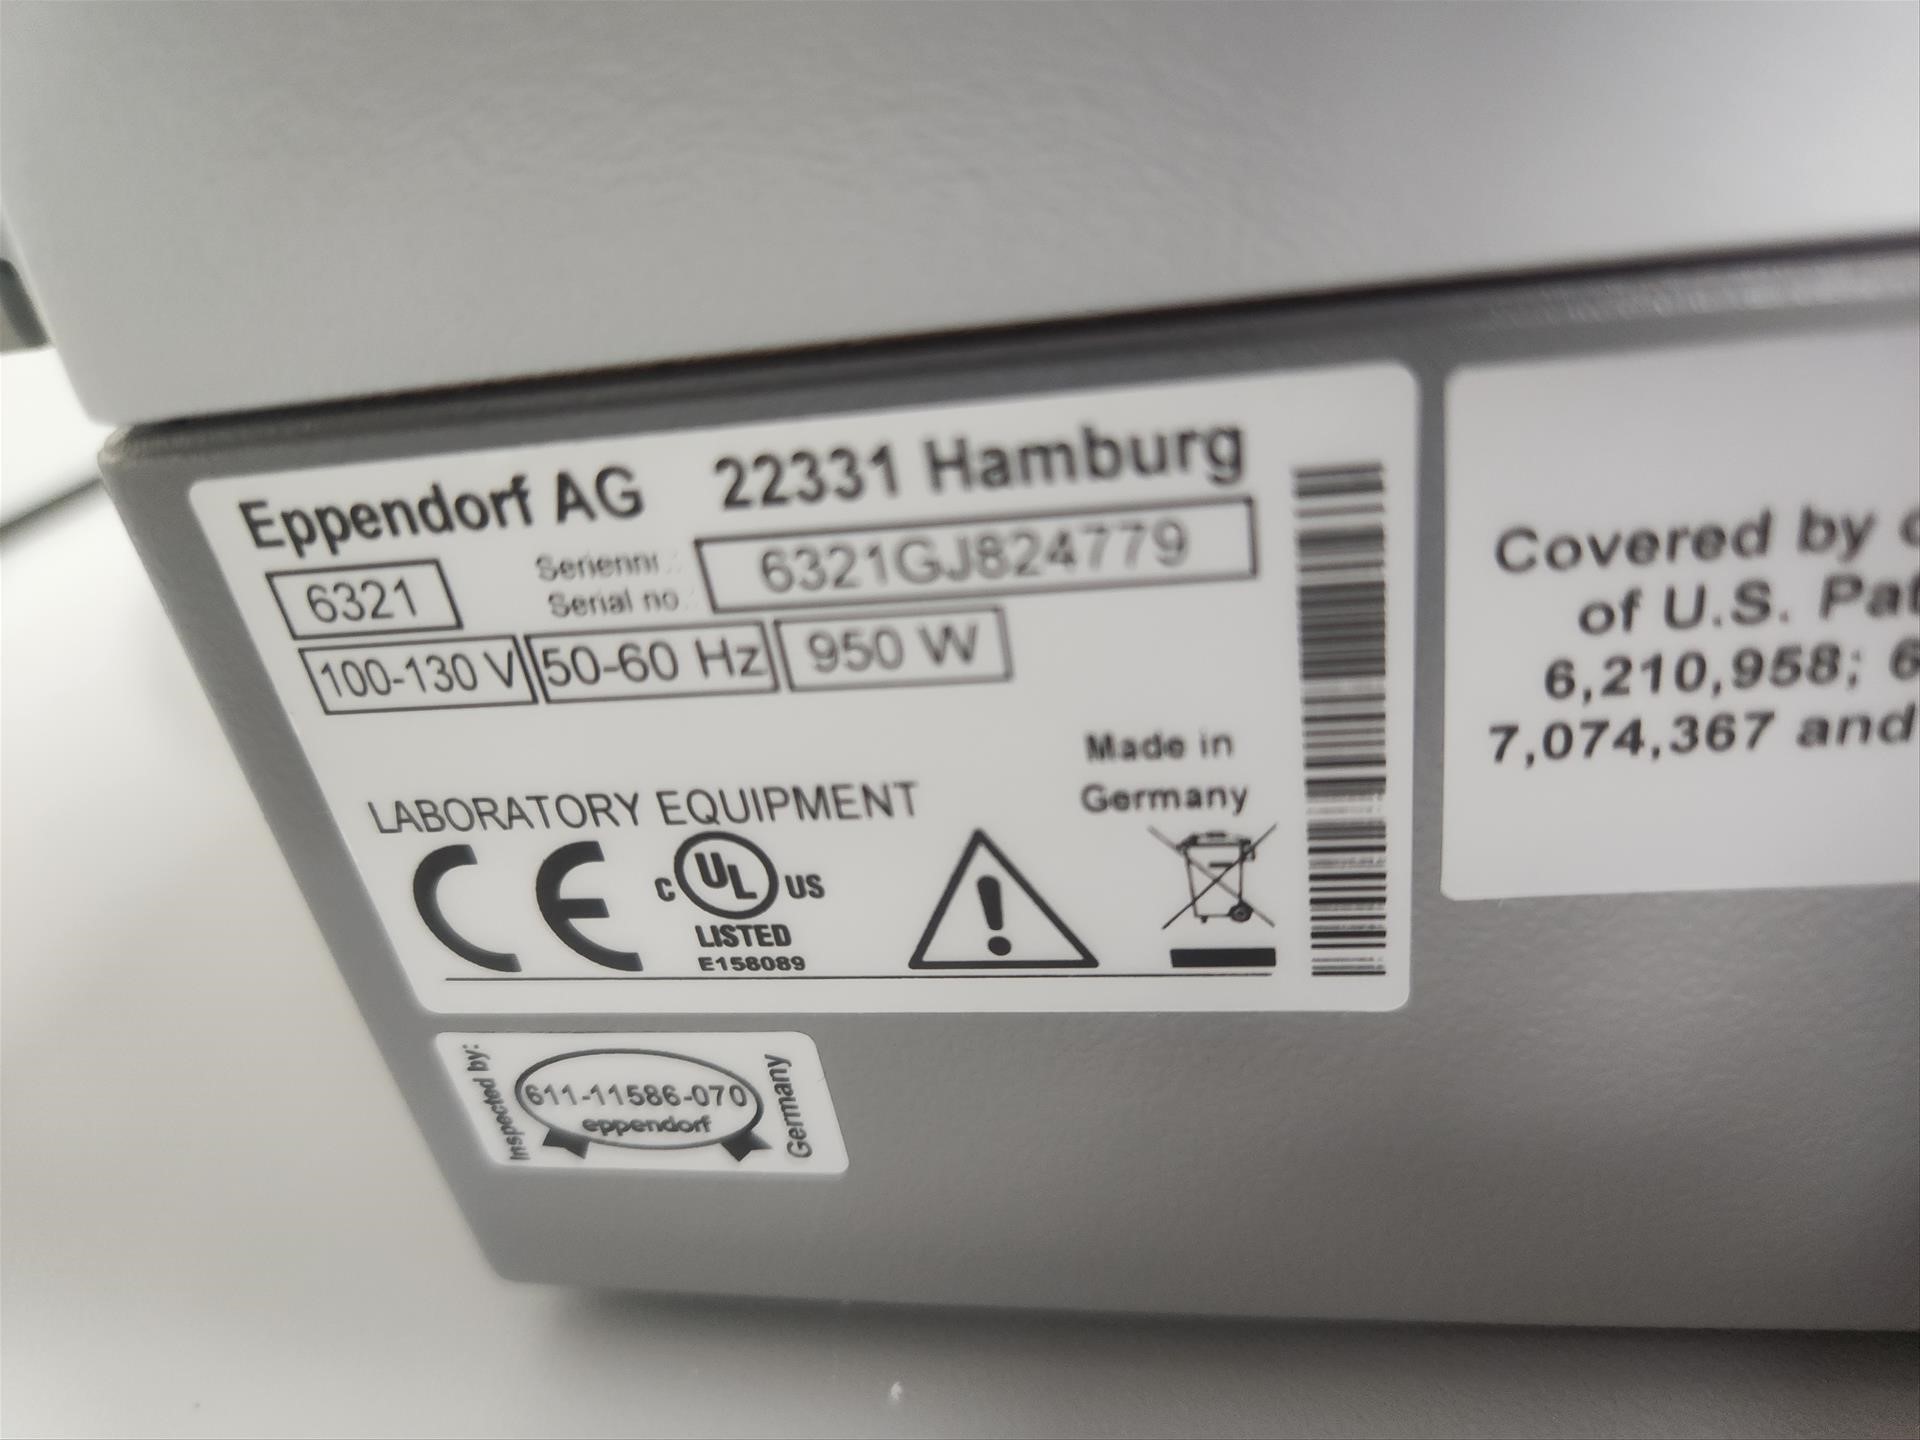 Eppendorf AG 22331 Hamburg
6321
Seriennr.:
Serial no.:
6321GJ824779
100-130 V 50-60 Hz 950 W
Made in
Germany
LABORATORY EQUIPMENT
CE
C UL US
LISTED
E158089
Inspected by:
611-11586-070
eppendorf
Germany
Covered by
of U.S.
6,210,958;
7,074,367 and